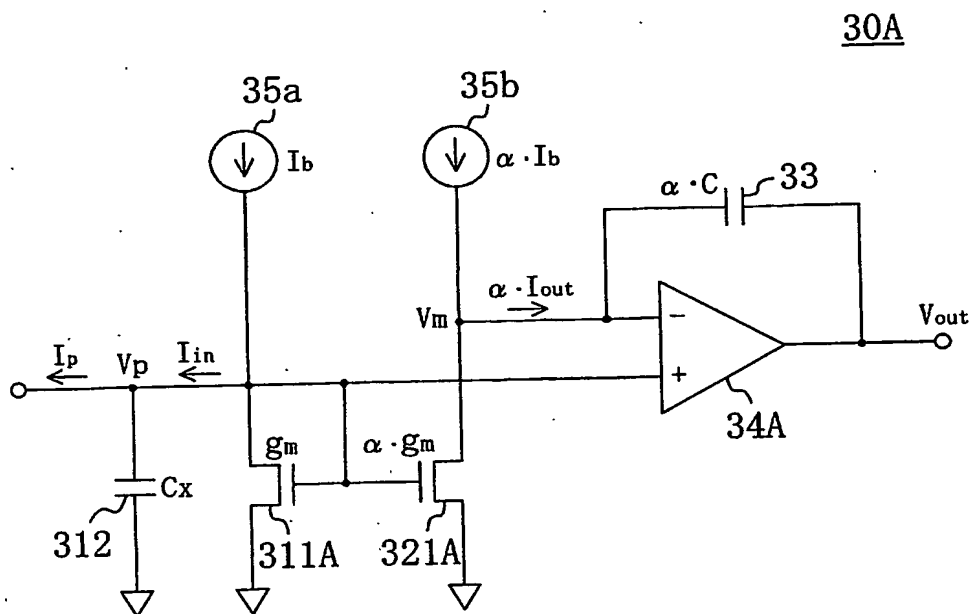 30A
35a
35b
Ib
α・Ib
α・C
33
α・Iout
Vm
Vout
Ip
Vp
Iin
−
+
34A
gm
α・gm
Cx
312
311A
321A